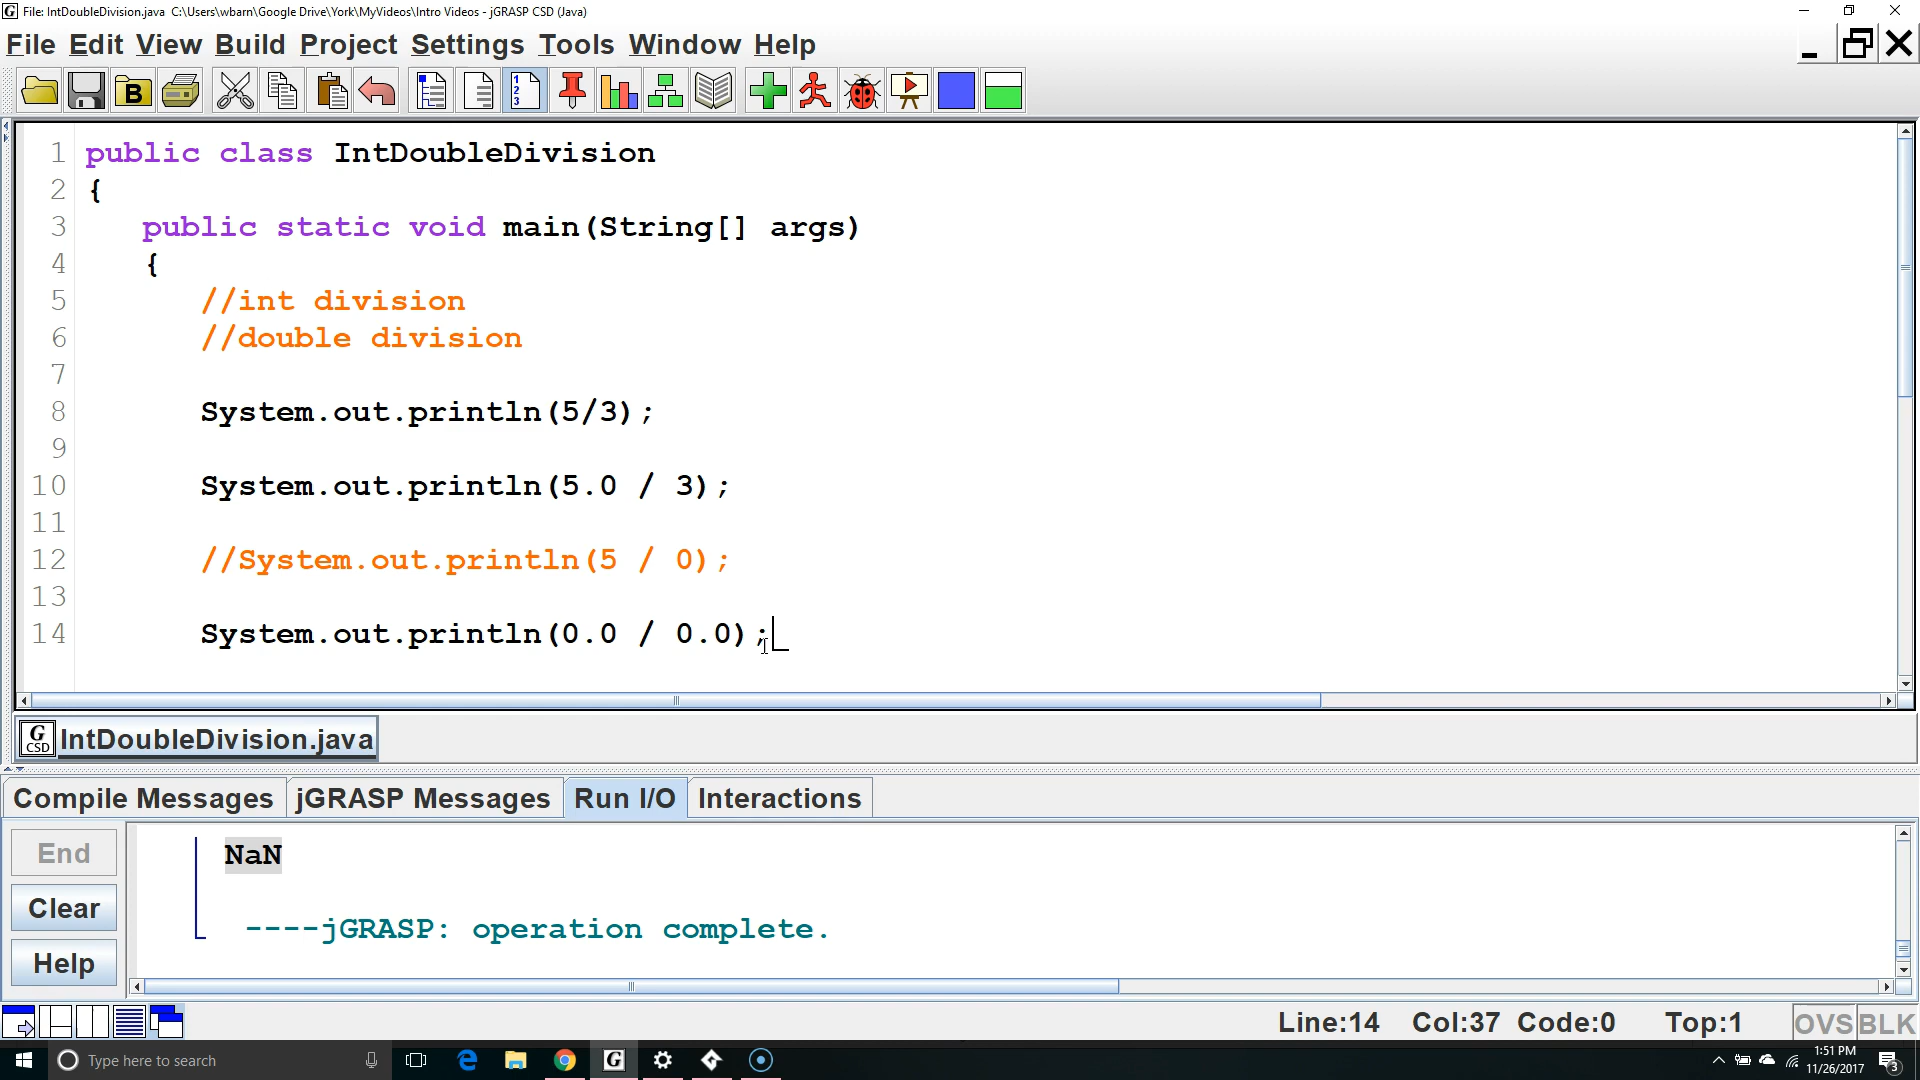 File: IntDoubleDivision.java  C:\Users\wbarn\Google Drive\York\MyVideos\Intro Videos - jGRASP CSD (Java)
File Edit View Build Project Settings Tools Window Help
B
1 2 3
1 public class IntDoubleDivision
2 {
3 public static void main(String[] args)
4 {
5 //int division
6 //double division
7
8 System.out.println(5/3);
9
10 System.out.println(5.0 / 3);
11
12 //System.out.println(5 / 0);
13
14 System.out.println(0.0 / 0.0);
G CSD IntDoubleDivision.java
Compile Messages jGRASP Messages Run I/O Interactions
End
Clear
Help
NaN
----jGRASP: operation complete.
Line:14 Col:37 Code:0 Top:1 OVS BLK
Type here to search
1:51 PM
11/26/2017
3